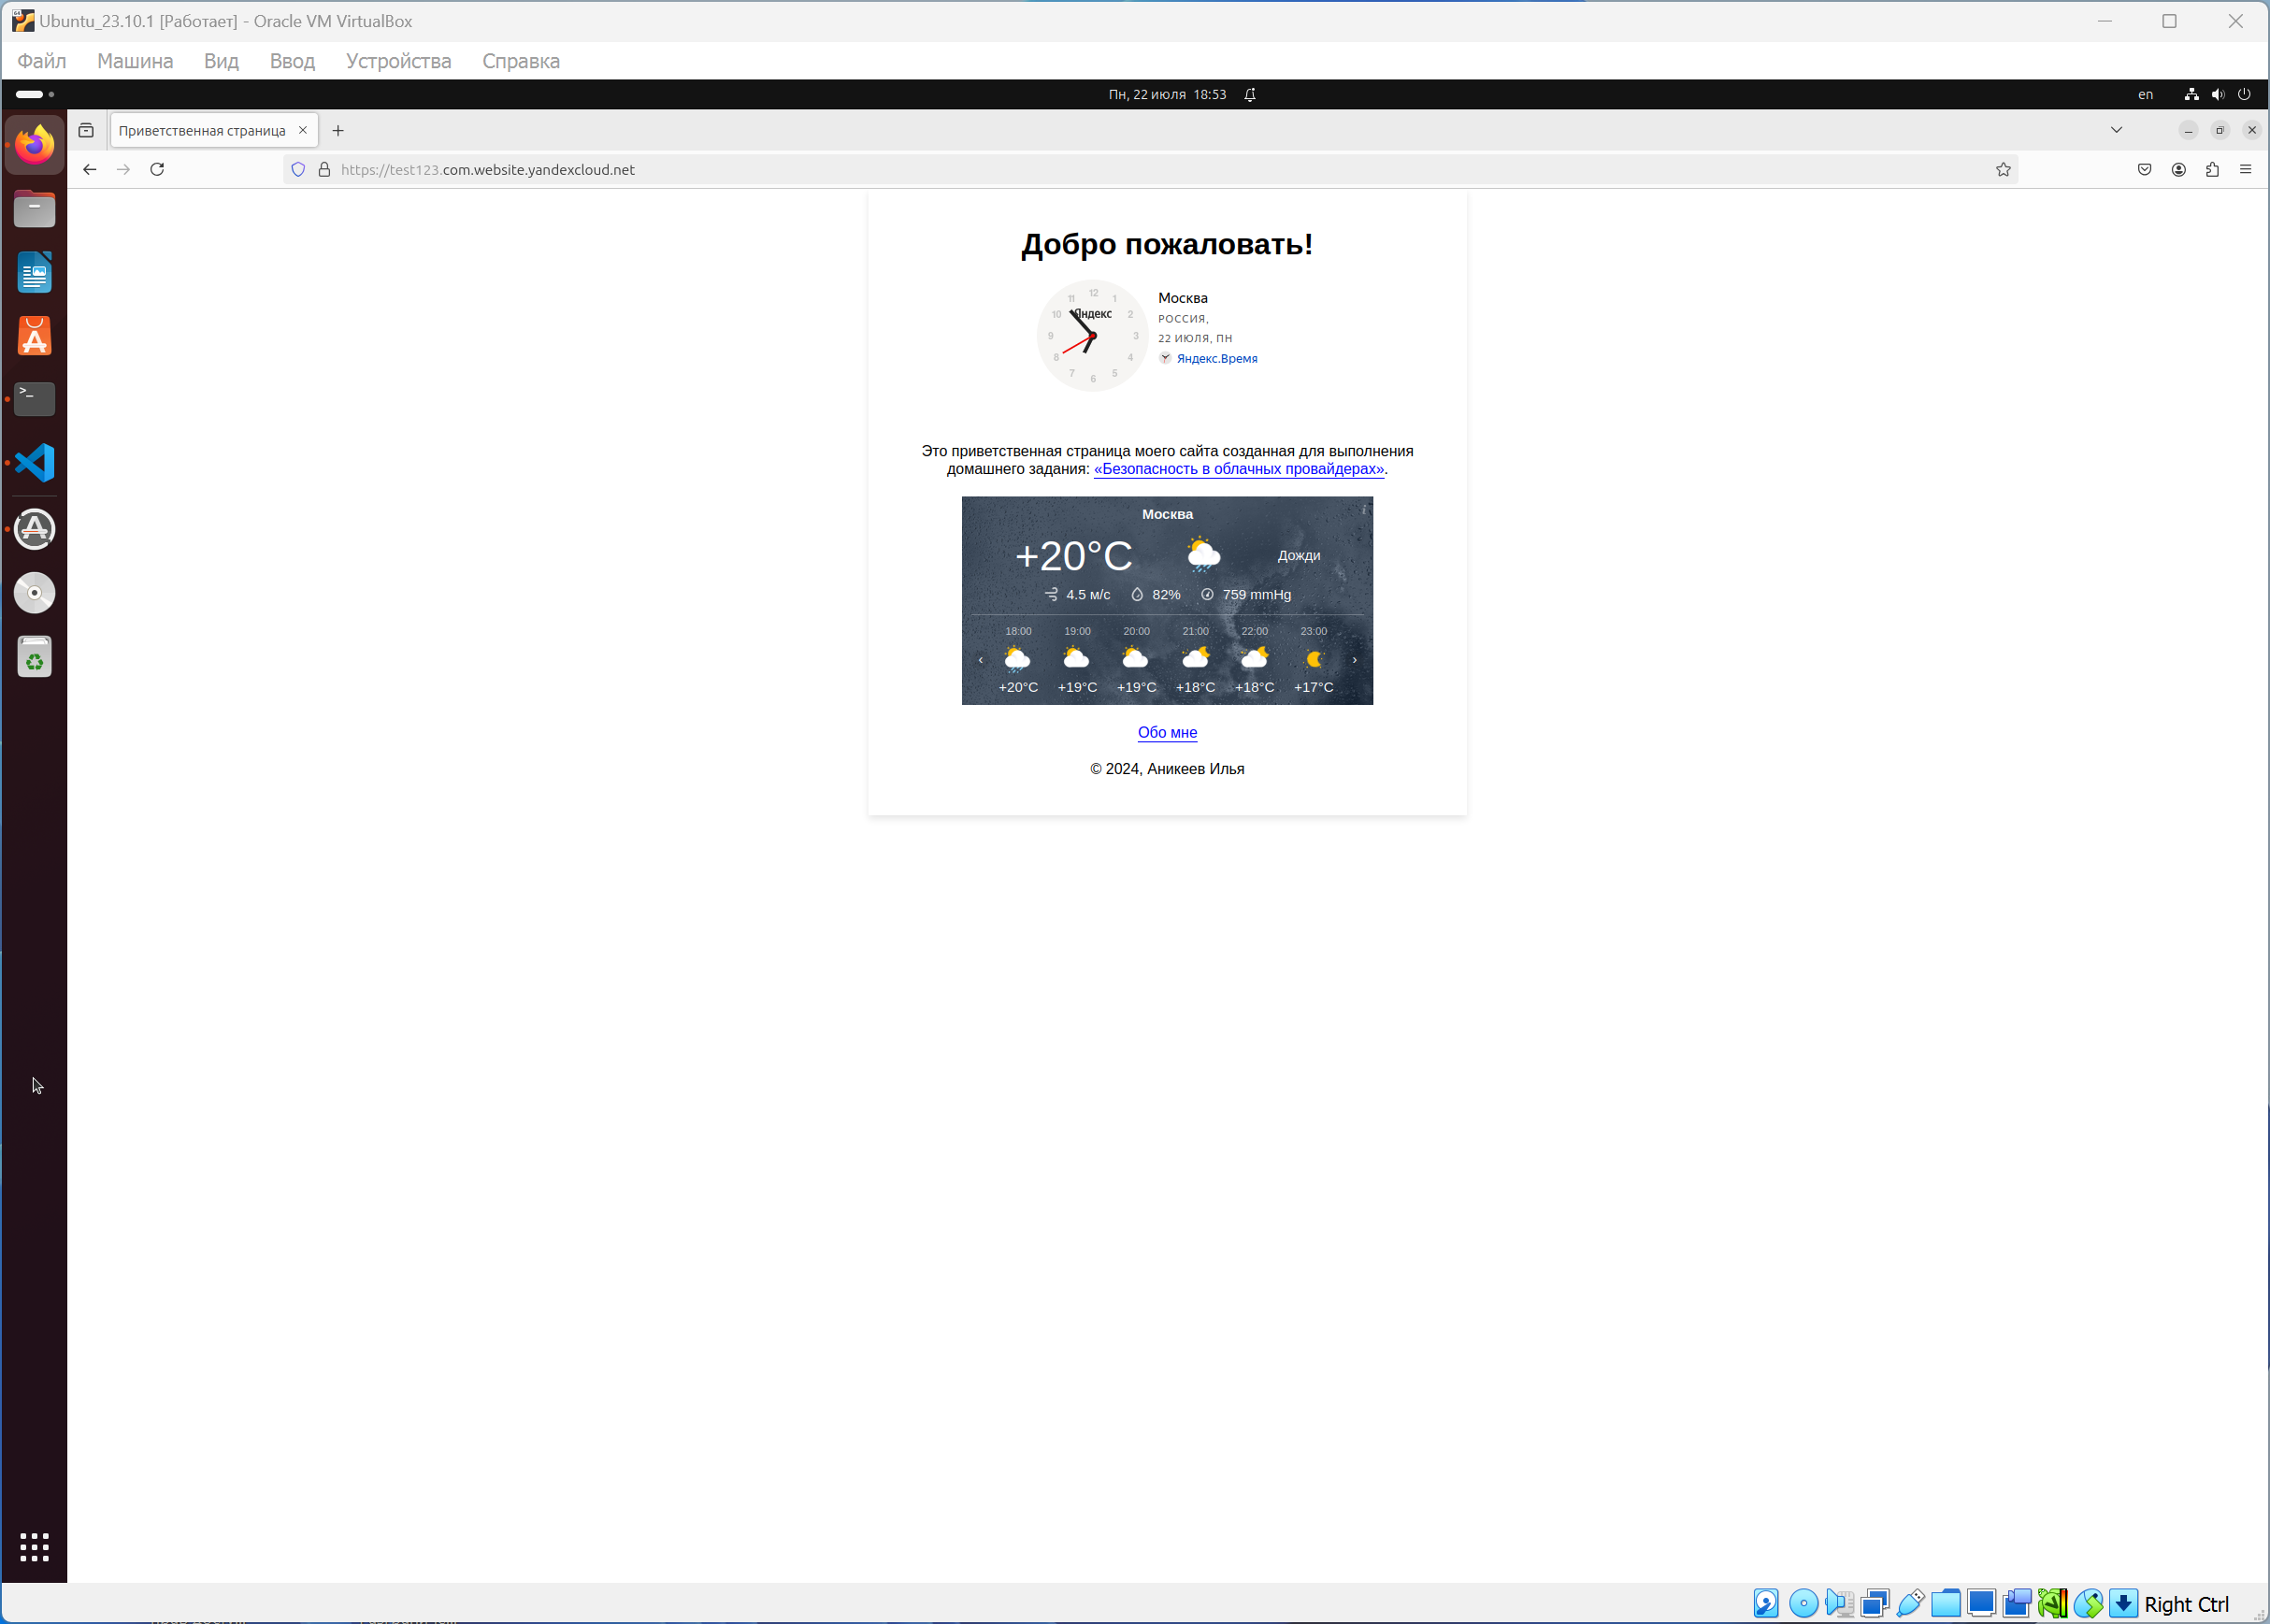 Ubuntu_23.10.1 [Работает] - Oracle VM VirtualBox
Файл Машина Вид Ввод Устройства Справка
Пн, 22 июля 18:53
en
Приветственная страница
https://test123.com.website.yandexcloud.net
Добро пожаловать!
12
11 1
10 Яндекс 2
9 3
8 4
7 5
6
Москва
РОССИЯ,
22 ИЮЛЯ, ПН
Яндекс.Время
Это приветственная страница моего сайта созданная для выполнения
домашнего задания: «Безопасность в облачных провайдерах».
Москва
+20°C Дожди
4.5 м/с 82% 759 mmHg
18:00 19:00 20:00 21:00 22:00 23:00
+20°C +19°C +19°C +18°C +18°C +17°C
Обо мне
© 2024, Аникеев Илья
Right Ctrl